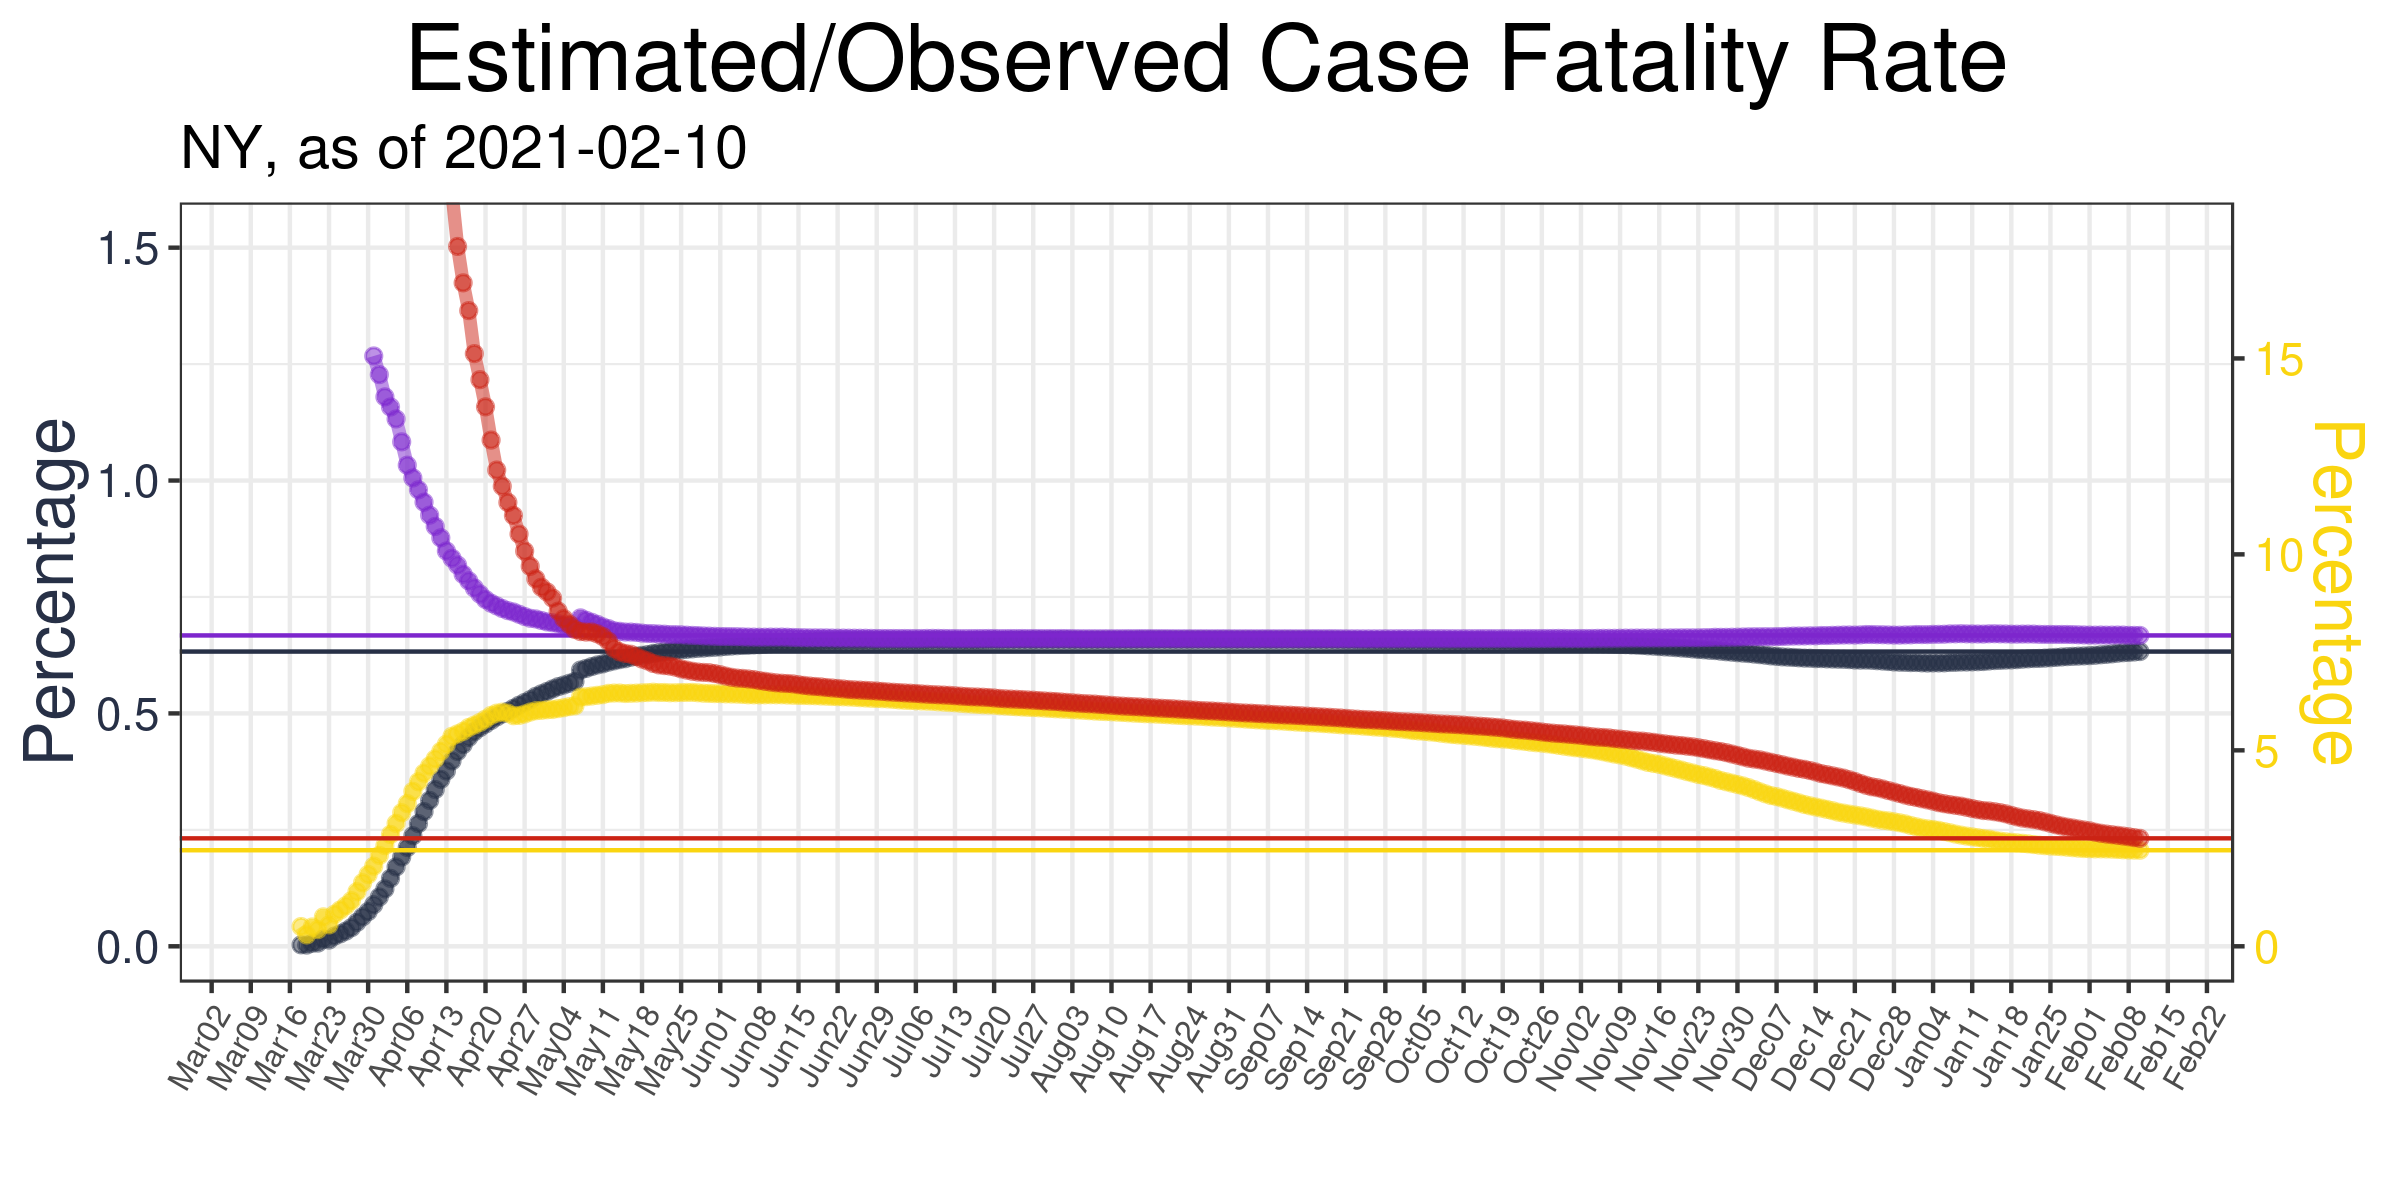 Estimated/Observed Case Fatality Rate
NY, as of 2021-02-10
Percentage
1.5
1.0
0.5
0.0
15
10
5
0
Percentage
Mar02
Mar09
Mar16
Mar23
Mar30
Apr06
Apr13
Apr20
Apr27
May04
May11
May18
May25
Jun01
Jun08
Jun15
Jun22
Jun29
Jul06
Jul13
Jul20
Jul27
Aug03
Aug10
Aug17
Aug24
Aug31
Sep07
Sep14
Sep21
Sep28
Oct05
Oct12
Oct19
Oct26
Nov02
Nov09
Nov16
Nov23
Nov30
Dec07
Dec14
Dec21
Dec28
Jan04
Jan11
Jan18
Jan25
Feb01
Feb08
Feb15
Feb22